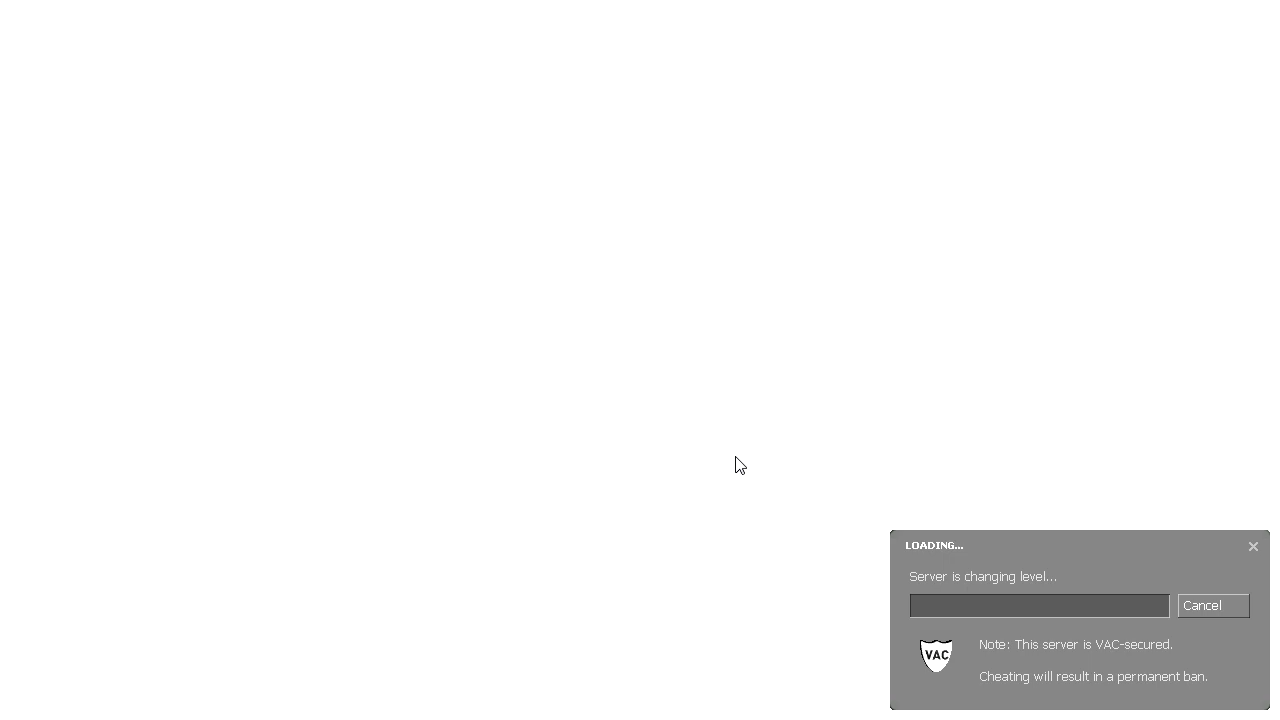 LOADING...
Server is changing level...
Cancel
VAC
Note: This server is VAC-secured.
Cheating will result in a permanent ban.